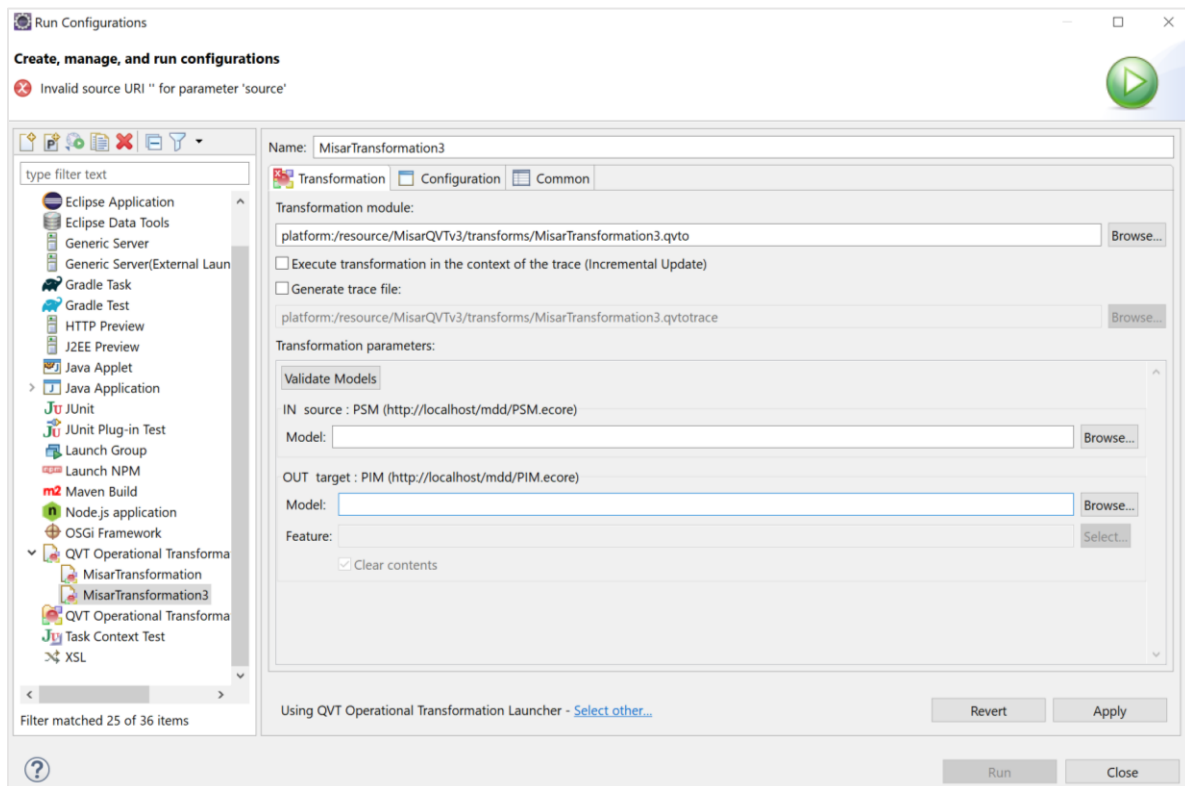 Run Configurations
Create, manage, and run configurations
Invalid source URI '' for parameter 'source'
type filter text
Eclipse Application
Eclipse Data Tools
Generic Server
Generic Server(External Laun
Gradle Task
Gradle Test
HTTP Preview
J2EE Preview
Java Applet
Java Application
JUnit
JUnit Plug-in Test
Launch Group
Launch NPM
Maven Build
Node.js application
OSGi Framework
QVT Operational Transforma
MisarTransformation
MisarTransformation3
QVT Operational Transforma
Task Context Test
XSL
Filter matched 25 of 36 items
Name: MisarTransformation3
Transformation Configuration Common
Transformation module:
platform:/resource/MisarQVTv3/transforms/MisarTransformation3.qvto Browse...
Execute transformation in the context of the trace (Incremental Update)
Generate trace file:
platform:/resource/MisarQVTv3/transforms/MisarTransformation3.qvtotrace Browse...
Transformation parameters:
Validate Models
IN source : PSM (http://localhost/mdd/PSM.ecore)
Model: Browse...
OUT target : PIM (http://localhost/mdd/PIM.ecore)
Model: Browse...
Feature: Select...
Clear contents
Using QVT Operational Transformation Launcher - Select other... Revert Apply
Run Close